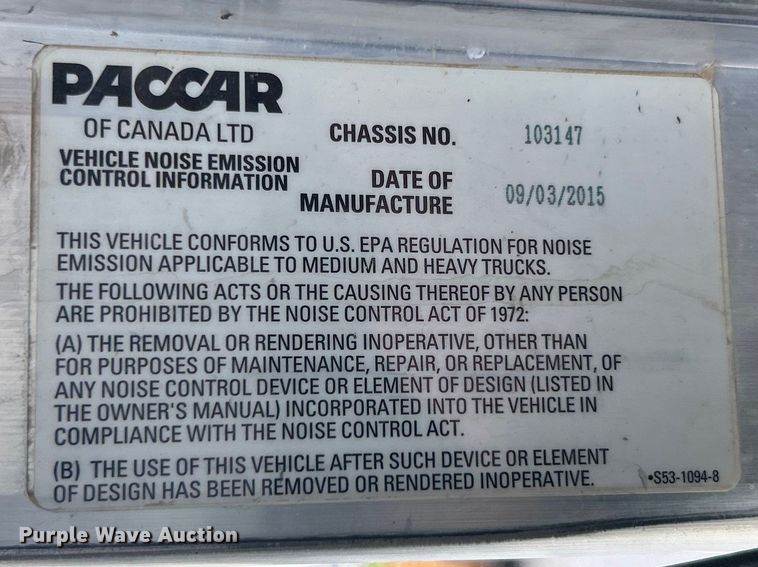 PACCAR
OF CANADA LTD
CHASSIS NO. 103147
VEHICLE NOISE EMISSION
CONTROL INFORMATION
DATE OF
MANUFACTURE 09/03/2015
THIS VEHICLE CONFORMS TO U.S. EPA REGULATION FOR NOISE
EMISSION APPLICABLE TO MEDIUM AND HEAVY TRUCKS.
THE FOLLOWING ACTS OR THE CAUSING THEREOF BY ANY PERSON
ARE PROHIBITED BY THE NOISE CONTROL ACT OF 1972:
(A) THE REMOVAL OR RENDERING INOPERATIVE, OTHER THAN
FOR PURPOSES OF MAINTENANCE, REPAIR, OR REPLACEMENT, OF
ANY NOISE CONTROL DEVICE OR ELEMENT OF DESIGN (LISTED IN
THE OWNER'S MANUAL) INCORPORATED INTO THE VEHICLE IN
COMPLIANCE WITH THE NOISE CONTROL ACT.
(B) THE USE OF THIS VEHICLE AFTER SUCH DEVICE OR ELEMENT
OF DESIGN HAS BEEN REMOVED OR RENDERED INOPERATIVE.
•S53-1094-8
Purple Wave Auction